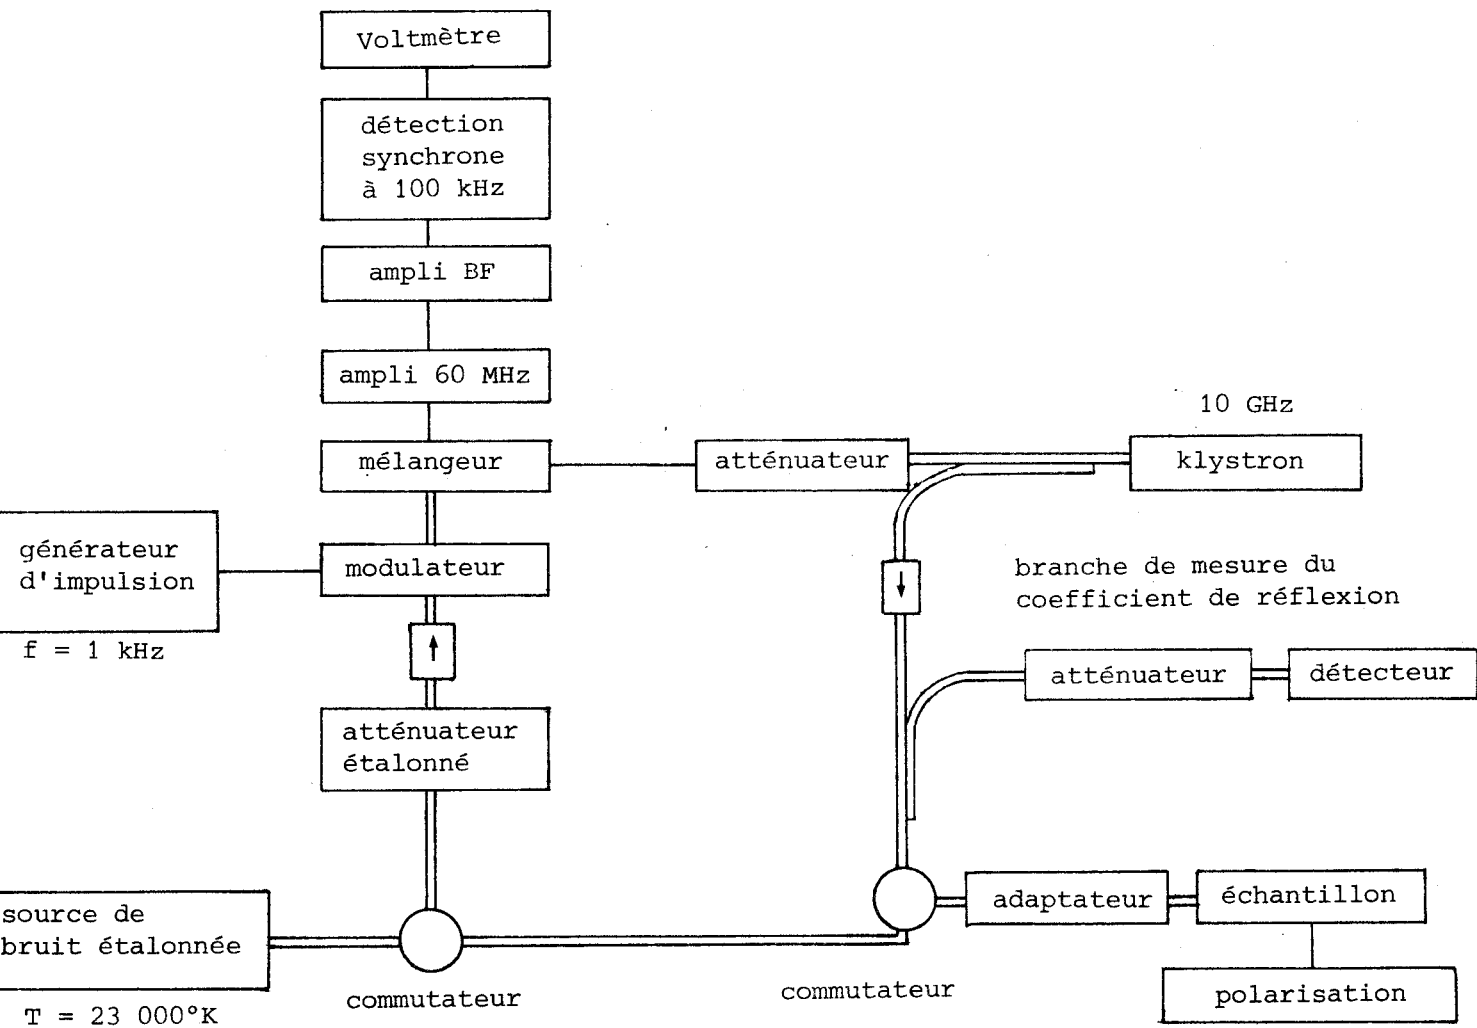 Voltmètre
détection
synchrone
à 100 kHz
ampli BF
ampli 60 MHz
10 GHz
mélangeur
atténuateur
klystron
générateur
d'impulsion
modulateur
branche de mesure du
coefficient de réflexion
f = 1 kHz
atténuateur
détecteur
atténuateur
étalonné
adaptateur
échantillon
source de
bruit étalonnée
commutateur
commutateur
polarisation
T = 23 000°K